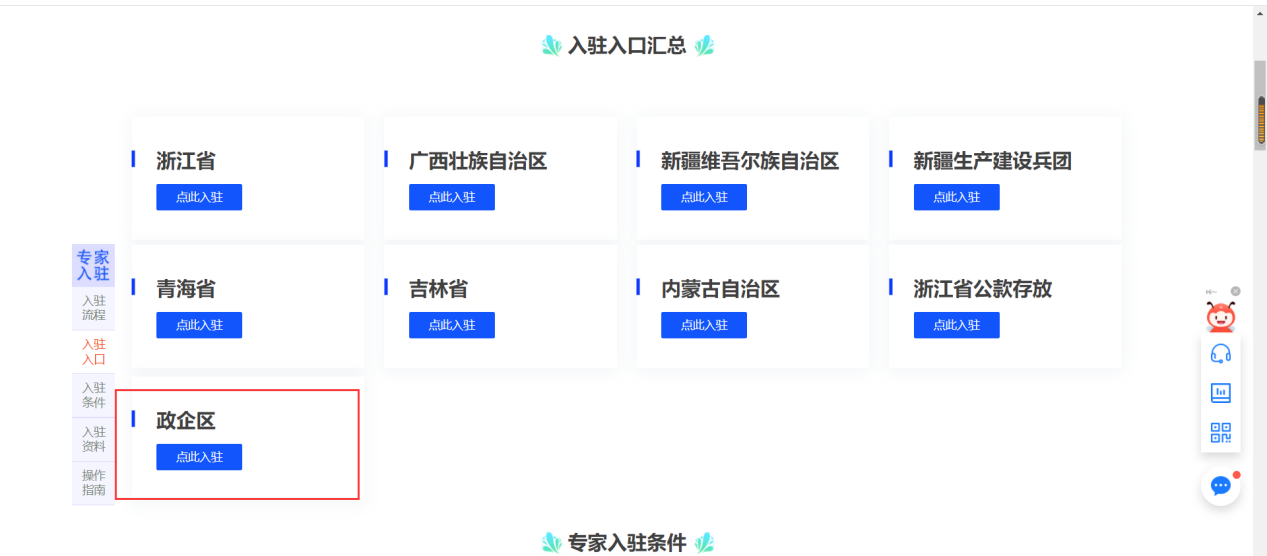 入驻入口汇总
浙江省
点此入驻
广西壮族自治区
点此入驻
新疆维吾尔族自治区
点此入驻
新疆生产建设兵团
点此入驻
青海省
点此入驻
吉林省
点此入驻
内蒙古自治区
点此入驻
浙江省公款存放
点此入驻
政企区
点此入驻
专家
入驻
入驻
流程
入驻
入口
入驻
条件
入驻
资料
操作
指南
Hi~
专家入驻条件